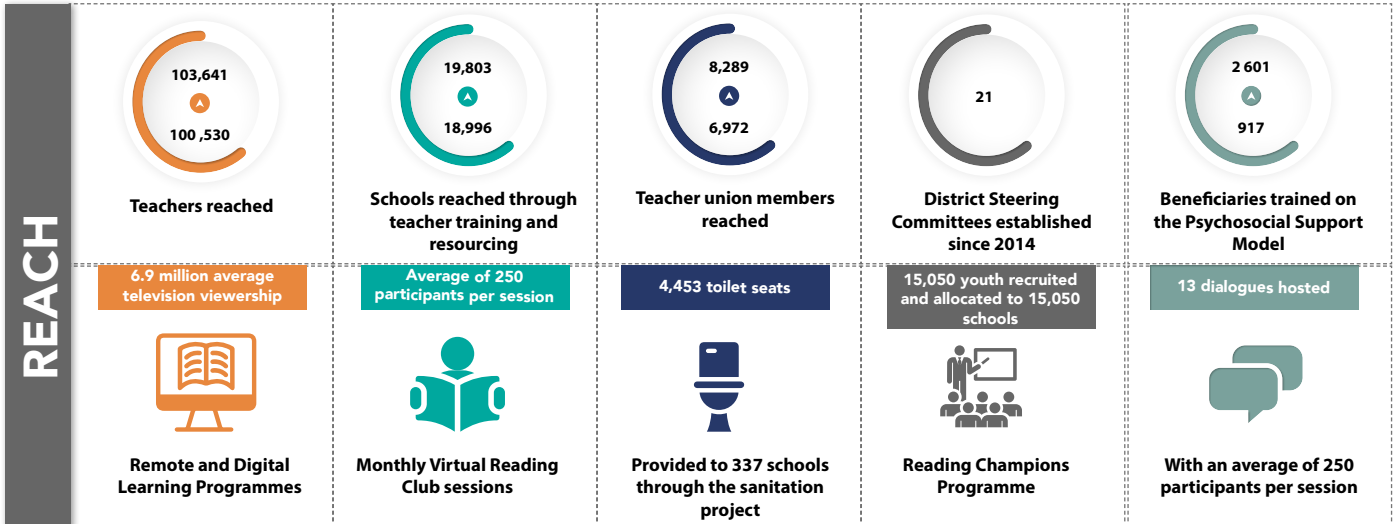 REACH
103,641
100 ,530
Teachers reached
19,803
18,996
Schools reached through
teacher training and
resourcing
8,289
6,972
Teacher union members
reached
21
District Steering
Committees established
since 2014
2 601
917
Beneficiaries trained on
the Psychosocial Support
Model
6.9 million average
television viewership
Remote and Digital
Learning Programmes
Average of 250
participants per session
Monthly Virtual Reading
Club sessions
4,453 toilet seats
Provided to 337 schools
through the sanitation
project
15,050 youth recruited
and allocated to 15,050
schools
Reading Champions
Programme
13 dialogues hosted
With an average of 250
participants per session